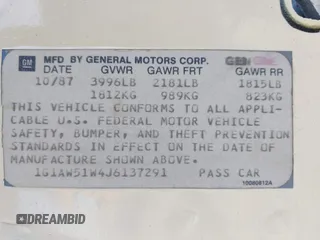 GM
MFD BY GENERAL MOTORS CORP.
DATE GVWR GAWR FRT GAWR RR
10/87 3996LB 2181LB 1815LB
1812KG 989KG 823KG
THIS VEHICLE CONFORMS TO ALL APPLI-
CABLE U.S. FEDERAL MOTOR VEHICLE
SAFETY, BUMPER, AND THEFT PREVENTION
STANDARDS IN EFFECT ON THE DATE OF
MANUFACTURE SHOWN ABOVE.
1G1AW51W4J6137291 PASS CAR
DREAMBID